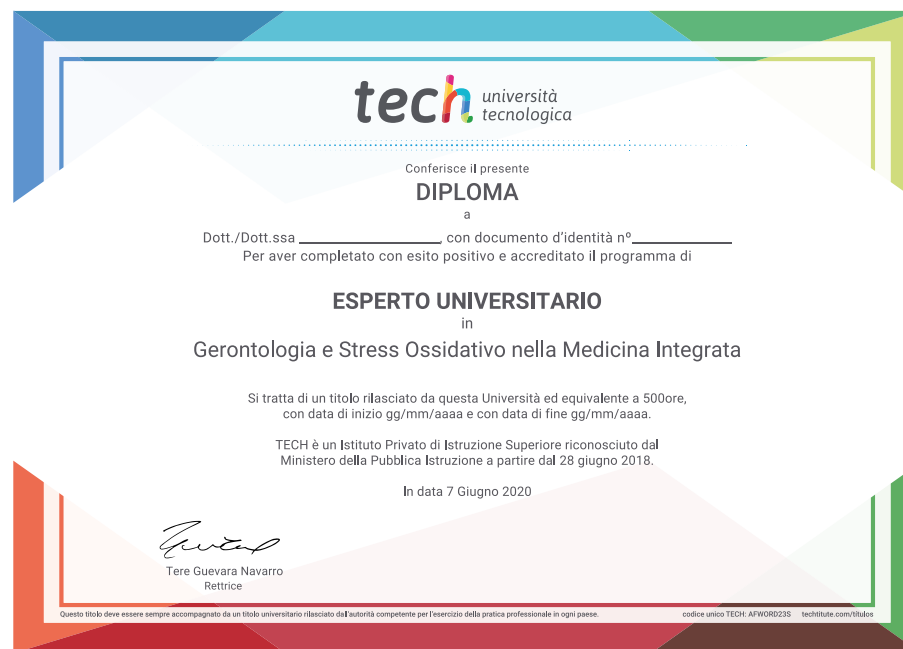 tech università
tecnologica
Conferisce il presente
DIPLOMA
a
Dott./Dott.ssa ____________________, con documento d'identità nº______________
Per aver completato con esito positivo e accreditato il programma di
ESPERTO UNIVERSITARIO
in
Gerontologia e Stress Ossidativo nella Medicina Integrata
Si tratta di un titolo rilasciato da questa Università ed equivalente a 500ore,
con data di inizio gg/mm/aaaa e con data di fine gg/mm/aaaa.
TECH è un Istituto Privato di Istruzione Superiore riconosciuto dal
Ministero della Pubblica Istruzione a partire dal 28 giugno 2018.
In data 7 Giugno 2020
Tere Guevara Navarro
Rettrice
Questo titolo deve essere sempre accompagnato da un titolo universitario rilasciato dall'autorità competente per l'esercizio della pratica professionale in ogni paese. codice unico TECH: AFWORD23S techtitute.com/títulos